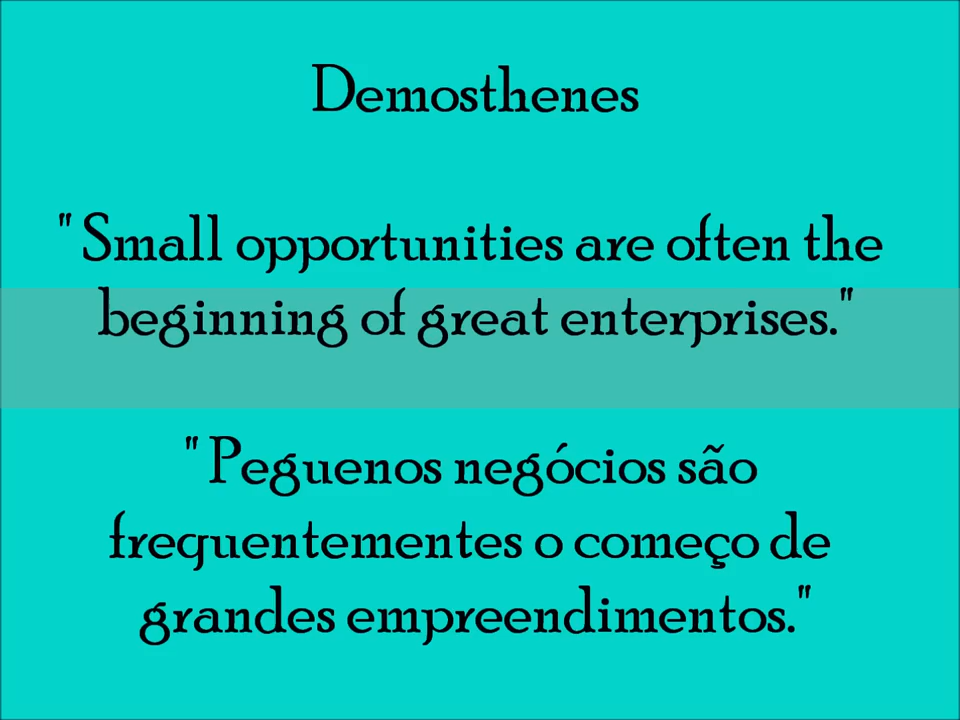 Demosthenes
"Small opportunities are often the
beginning of great enterprises."
"Peguenos negócios são
frequentementes o começo de
grandes empreendimentos."